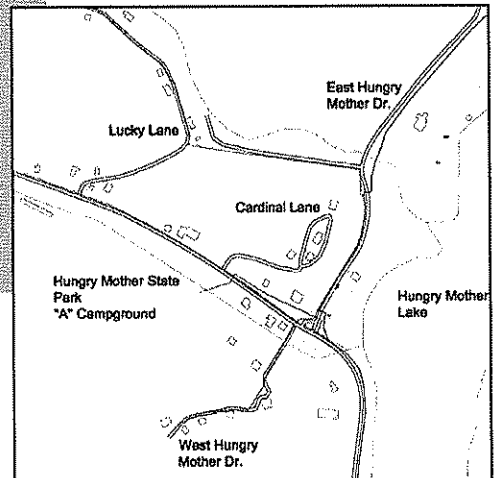 East Hungry
Mother Dr.
Lucky Lane
Cardinal Lane
Hungry Mother State
Park
"A" Campground
Hungry Mother
Lake
West Hungry
Mother Dr.